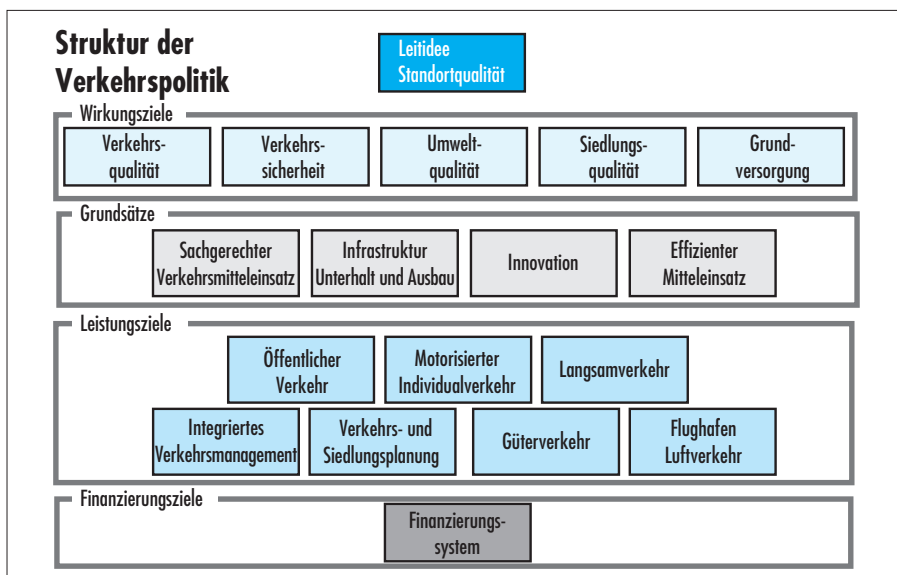 Struktur der
Verkehrspolitik
Leitidee
Standortqualität
Wirkungsziele
Verkehrs-
qualität
Verkehrs-
sicherheit
Umwelt-
qualität
Siedlungs-
qualität
Grund-
versorgung
Grundsätze
Sachgerechter
Verkehrsmitteleinsatz
Infrastruktur
Unterhalt und Ausbau
Innovation
Effizienter
Mitteleinsatz
Leistungsziele
Öffentlicher
Verkehr
Motorisierter
Individualverkehr
Langsamverkehr
Integriertes
Verkehrsmanagement
Verkehrs- und
Siedlungsplanung
Güterverkehr
Flughafen
Luftverkehr
Finanzierungsziele
Finanzierungs-
system